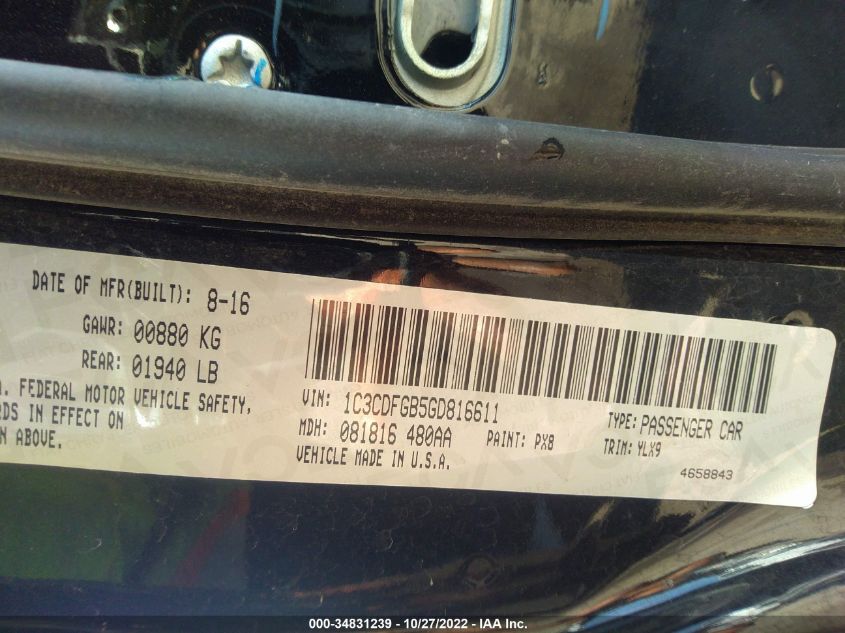 DATE OF MFR(BUILT): 8-16
GAWR: 00880 KG
REAR: 01940 LB
. FEDERAL MOTOR VEHICLE SAFETY,
RDS IN EFFECT ON
N ABOVE.
VIN: 1C3CDFGB5GD816611
MDH: 081816 480AA PAINT: PX8
VEHICLE MADE IN U.S.A.
TYPE: PASSENGER CAR
TRIM: YLX9
4658843
000-34831239 - 10/27/2022 - IAA Inc.